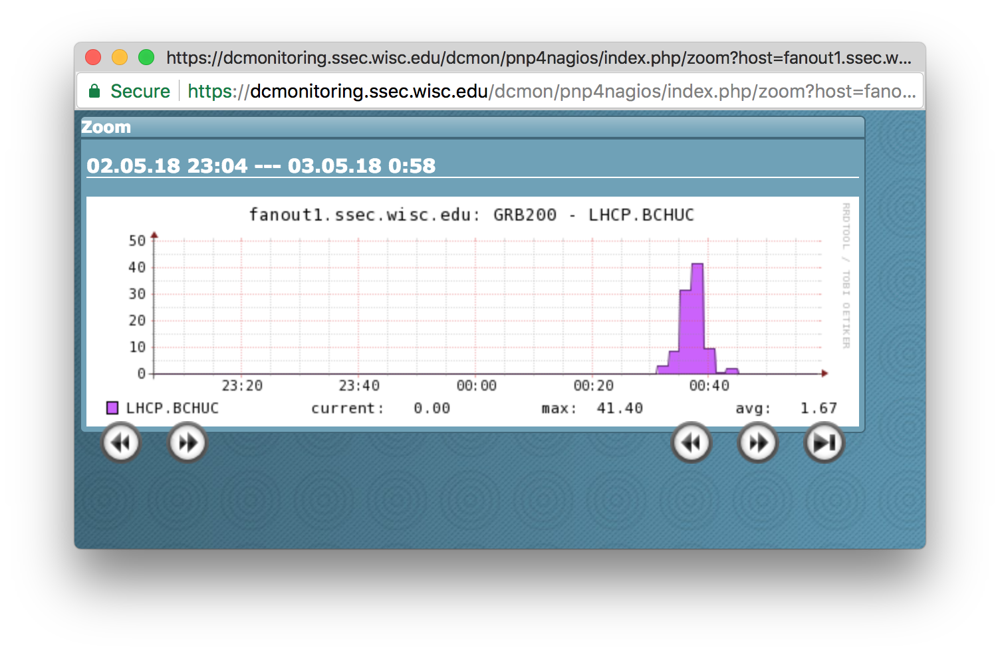 https://dcmonitoring.ssec.wisc.edu/dcmon/pnp4nagios/index.php/zoom?host=fanout1.ssec.w...
Secure https://dcmonitoring.ssec.wisc.edu/dcmon/pnp4nagios/index.php/zoom?host=fano...
Zoom
02.05.18 23:04 --- 03.05.18 0:58
fanout1.ssec.wisc.edu: GRB200 - LHCP.BCHUC
RRDTOOL / TOBI OETIKER
50
40
30
20
10
0
23:20 23:40 00:00 00:20 00:40
LHCP.BCHUC current: 0.00 max: 41.40 avg: 1.67